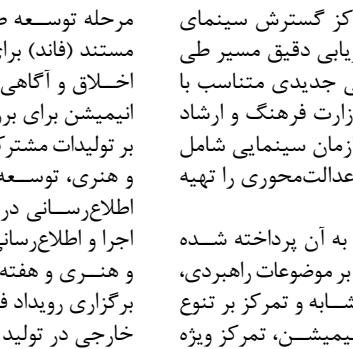 کز گسترش سینمای
یابی دقیق مسیر طی
جدیدی متناسب با
زارت فرهنگ و ارشاد
زمان سینمایی شامل
عدالت‌محوری را تهیه
به آن پرداخته شده
بر موضوعات راهبردی،
شابه و تمرکز بر تنوع
یمیشن، تمرکز ویژه
مرحله توسعه
مستند (فاند) برای
اخلاق و آگاهی
انیمیشن برای
بر تولیدات مشترک
و هنری، توسعه
اطلاع‌رسانی در
اجرا و اطلاع‌رسانی
و هنری و هفته
برگزاری رویداد
خارجی در تولید